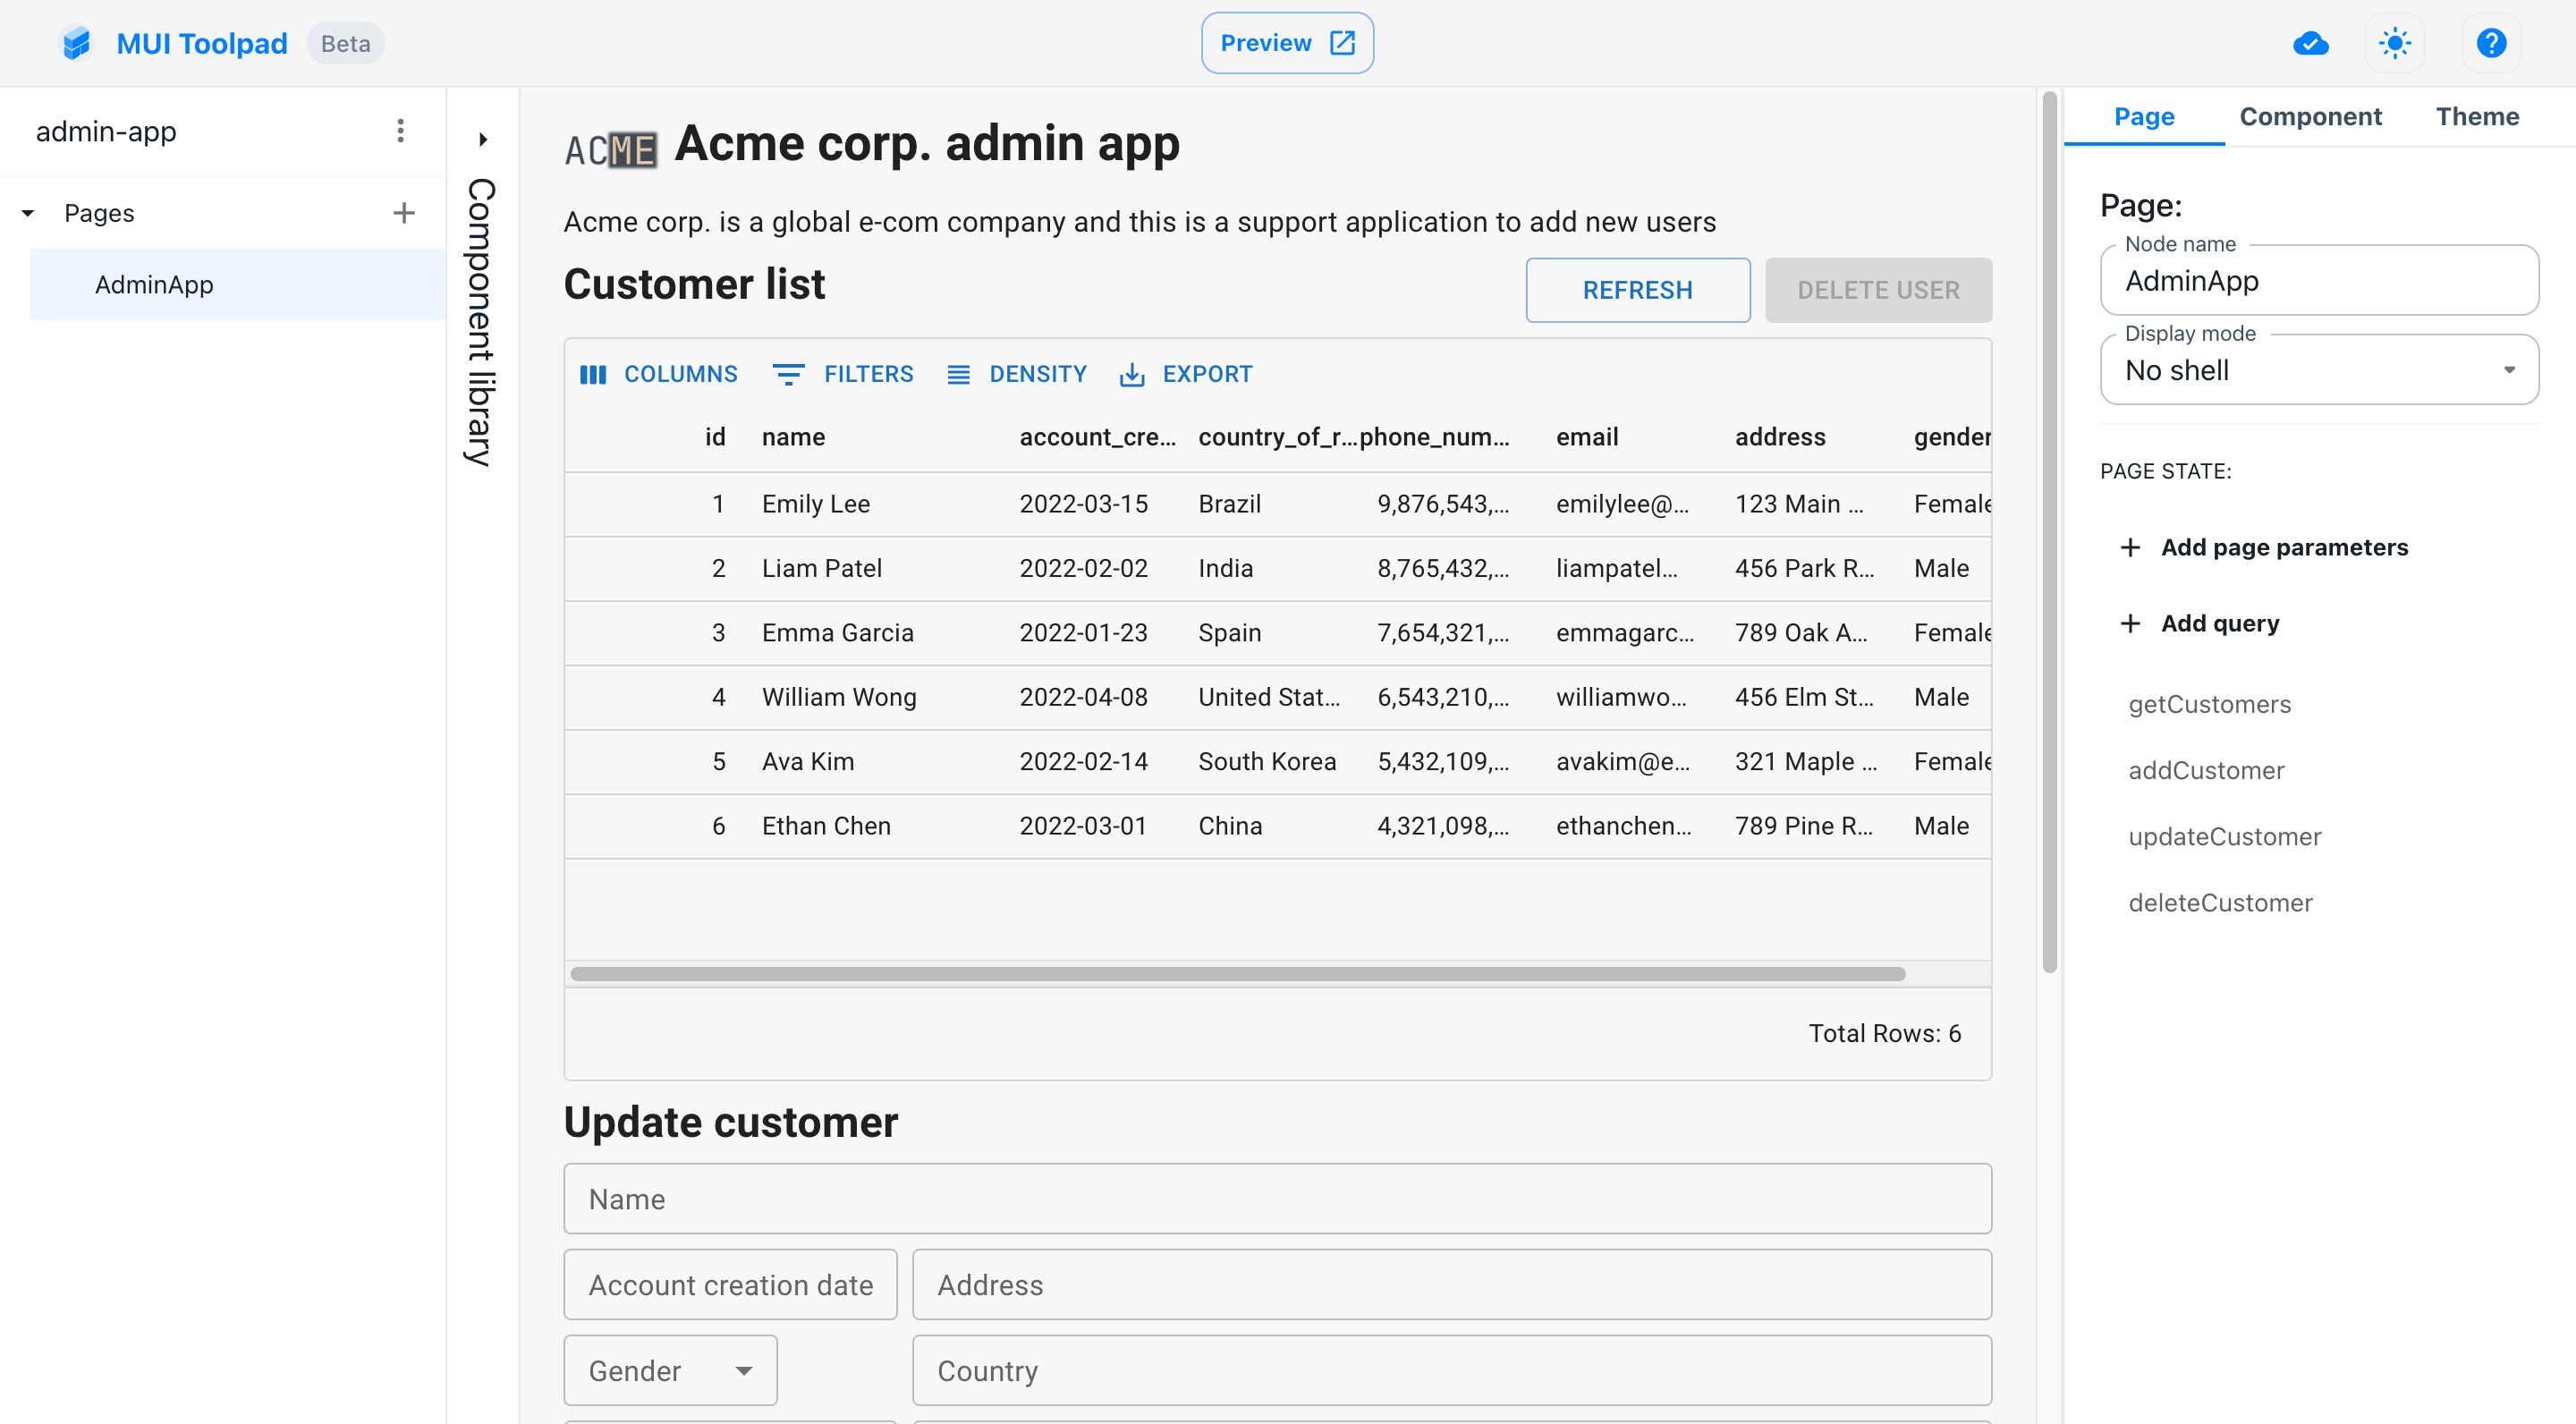 MUI Toolpad Beta
Preview
admin-app
Pages
AdminApp
Component library
ACME Acme corp. admin app
Acme corp. is a global e-com company and this is a support application to add new users
Customer list
REFRESH DELETE USER
COLUMNS FILTERS DENSITY EXPORT
id name account_cre... country_of_r... phone_num... email address gender
1 Emily Lee 2022-03-15 Brazil 9,876,543,... emilylee@... 123 Main ... Female
2 Liam Patel 2022-02-02 India 8,765,432,... liampatel... 456 Park R... Male
3 Emma Garcia 2022-01-23 Spain 7,654,321,... emmagarc... 789 Oak A... Female
4 William Wong 2022-04-08 United Stat... 6,543,210,... williamwo... 456 Elm St... Male
5 Ava Kim 2022-02-14 South Korea 5,432,109,... avakim@e... 321 Maple ... Female
6 Ethan Chen 2022-03-01 China 4,321,098,... ethanchen... 789 Pine R... Male
Total Rows: 6
Update customer
Name
Account creation date Address
Gender Country
Page Component Theme
Page:
Node name
AdminApp
Display mode
No shell
PAGE STATE:
Add page parameters
Add query
getCustomers
addCustomer
updateCustomer
deleteCustomer